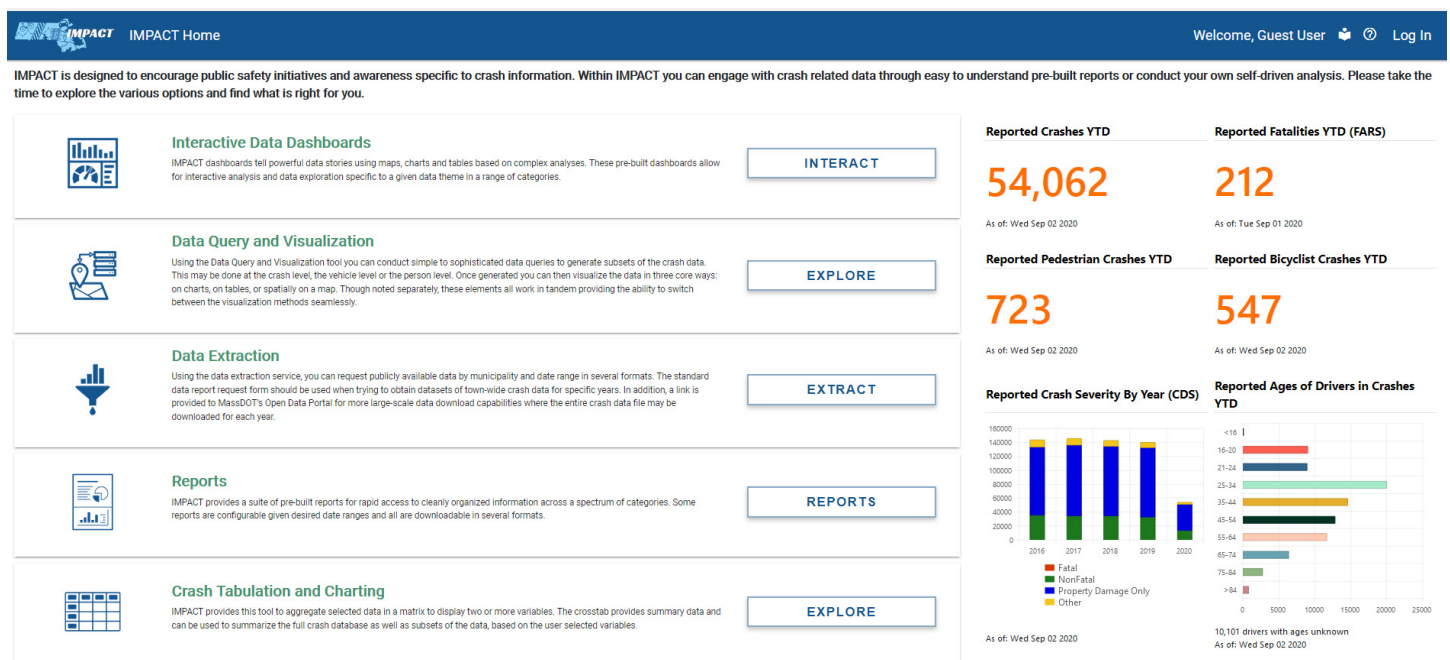 IMPACT
IMPACT Home
Welcome, Guest User
Log In
IMPACT is designed to encourage public safety initiatives and awareness specific to crash information. Within IMPACT you can engage with crash related data through easy to understand pre-built reports or conduct your own self-driven analysis. Please take the
time to explore the various options and find what is right for you.
Interactive Data Dashboards
IMPACT dashboards tell powerful data stories using maps, charts and tables based on complex analyses. These pre-built dashboards allow
for interactive analysis and data exploration specific to a given data theme in a range of categories.
INTERACT
Data Query and Visualization
Using the Data Query and Visualization tool you can conduct simple to sophisticated data queries to generate subsets of the crash data.
This may be done at the crash level, the vehicle level or the person level. Once generated you can then visualize the data in three core ways:
on charts, on tables, or spatially on a map. Though noted separately, these elements all work in tandem providing the ability to switch
between the visualization methods seamlessly.
EXPLORE
Data Extraction
Using the data extraction service, you can request publicly available data by municipality and date range in several formats. The standard
data report request form should be used when trying to obtain datasets of town-wide crash data for specific years. In addition, a link is
provided to MassDOT's Open Data Portal for more large-scale data download capabilities where the entire crash data file may be
downloaded for each year.
EXTRACT
Reports
IMPACT provides a suite of pre-built reports for rapid access to cleanly organized information across a spectrum of categories. Some
reports are configurable given desired date ranges and all are downloadable in several formats.
REPORTS
Crash Tabulation and Charting
IMPACT provides this tool to aggregate selected data in a matrix to display two or more variables. The crosstab provides summary data and
can be used to summarize the full crash database as well as subsets of the data, based on the user selected variables.
EXPLORE
Reported Crashes YTD
54,062
As of: Wed Sep 02 2020
Reported Fatalities YTD (FARS)
212
As of: Tue Sep 01 2020
Reported Pedestrian Crashes YTD
723
As of: Wed Sep 02 2020
Reported Bicyclist Crashes YTD
547
As of: Wed Sep 02 2020
Reported Crash Severity By Year (CDS)
160000
140000
120000
100000
80000
60000
40000
20000
0
2016 2017 2018 2019 2020
Fatal
NonFatal
Property Damage Only
Other
As of: Wed Sep 02 2020
Reported Ages of Drivers in Crashes
YTD
<16
16-20
21-24
25-34
35-44
45-54
55-64
65-74
75-84
>84
0 5000 10000 15000 20000 25000
10,101 drivers with ages unknown
As of: Wed Sep 02 2020